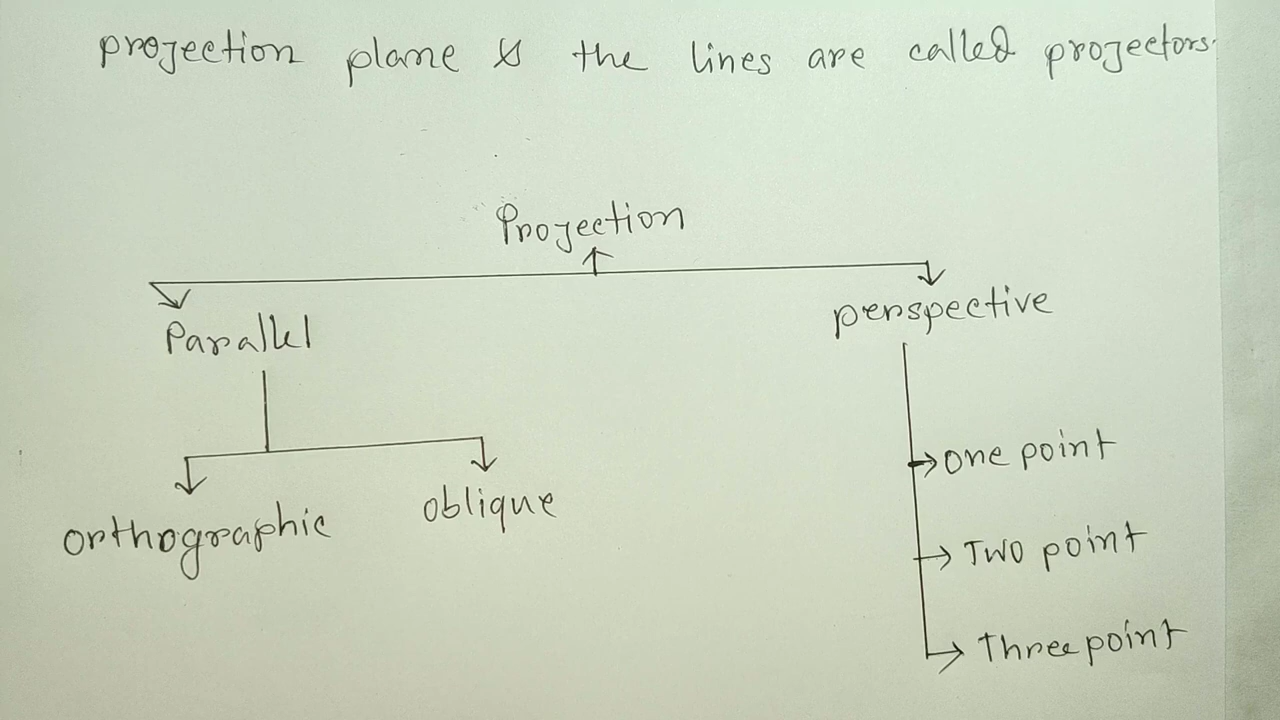 projection plane & the lines are called projectors.
Projection
Parallel
perspective
orthographic
oblique
one point
Two point
Three point